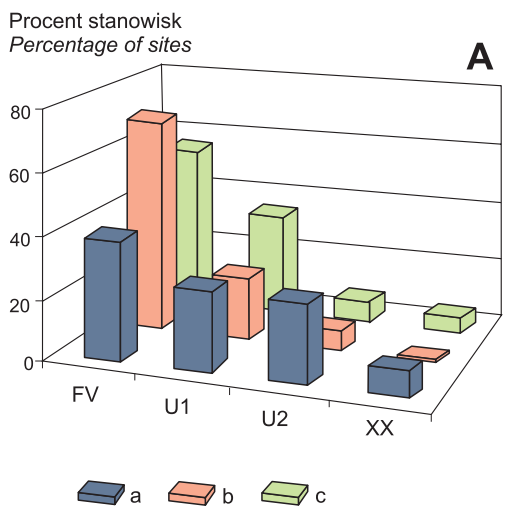 Procent stanowisk
Percentage of sites
A
80
60
40
20
0
FV
U1
U2
XX
a
b
c